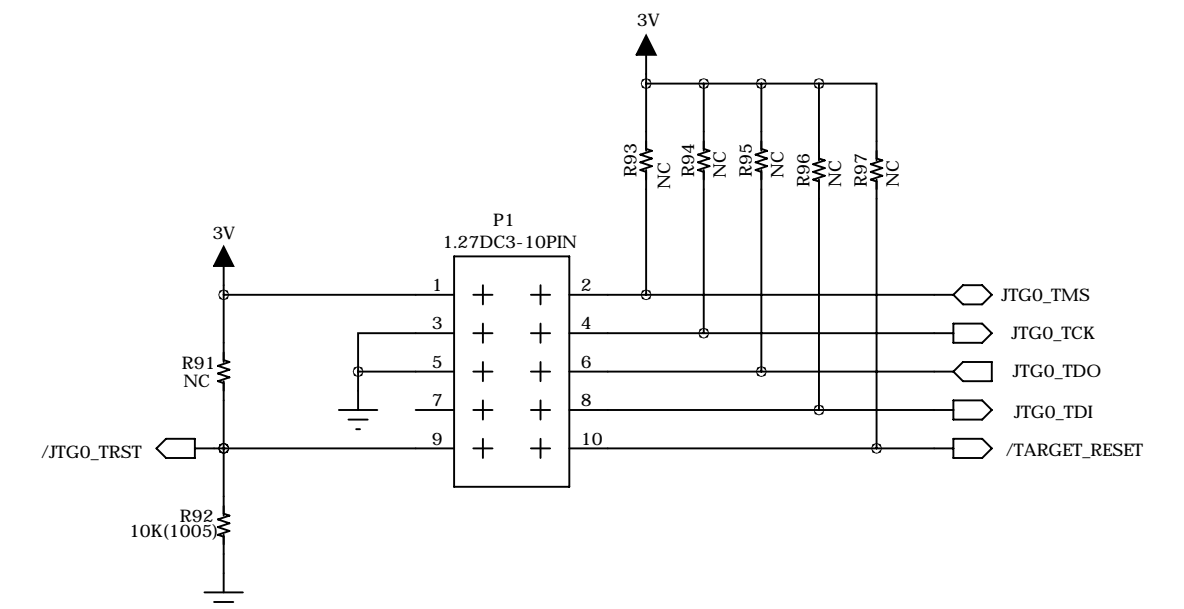 3V
R93
NC
R94
NC
R95
NC
R96
NC
R97
NC
P1
1.27DC3-10PIN
3V
1
2
JTG0_TMS
3
4
JTG0_TCK
R91
NC
5
6
JTG0_TDO
7
8
JTG0_TDI
/JTG0_TRST
9
10
/TARGET_RESET
R92
10K(1005)